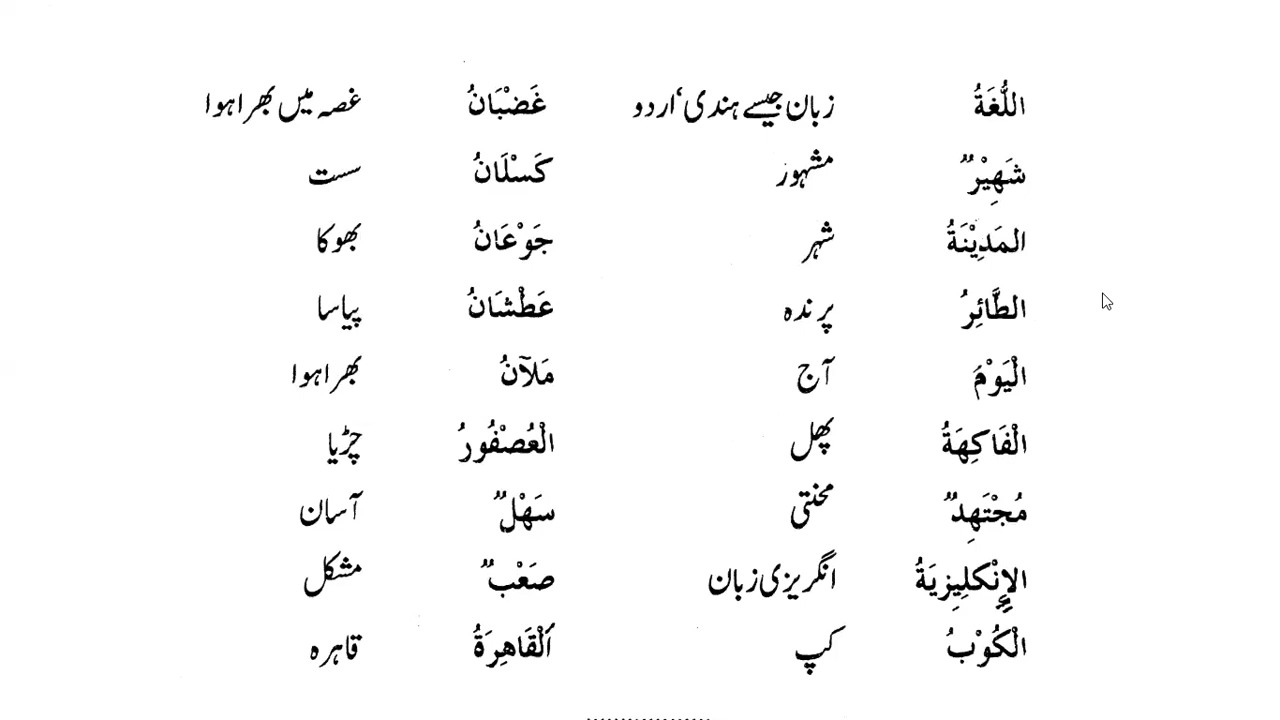 اللُّغَةُ زبان جیسے ہندی‘ اردو غَضْبَانُ غصہ میں بھرا ہوا
شَهِيْرٌ مشہور كَسْلَانُ سست
المَدِيْنَةُ شہر جَوْعَانُ بھوکا
الطَّائِرُ پرندہ عَطْشَانُ پیاسا
الْيَوْمَ آج مَلآنُ بھرا ہوا
الْفَاكِهَةُ پھل الْعُصْفُورُ چڑیا
مُجْتَهِدٌ محنتی سَهْلٌ آسان
الإِنْكلِيِزيَةُ انگریزی زبان صَعْبٌ مشکل
الْكُوْبُ کپ اَلْقَاهِرَةُ قاہرہ